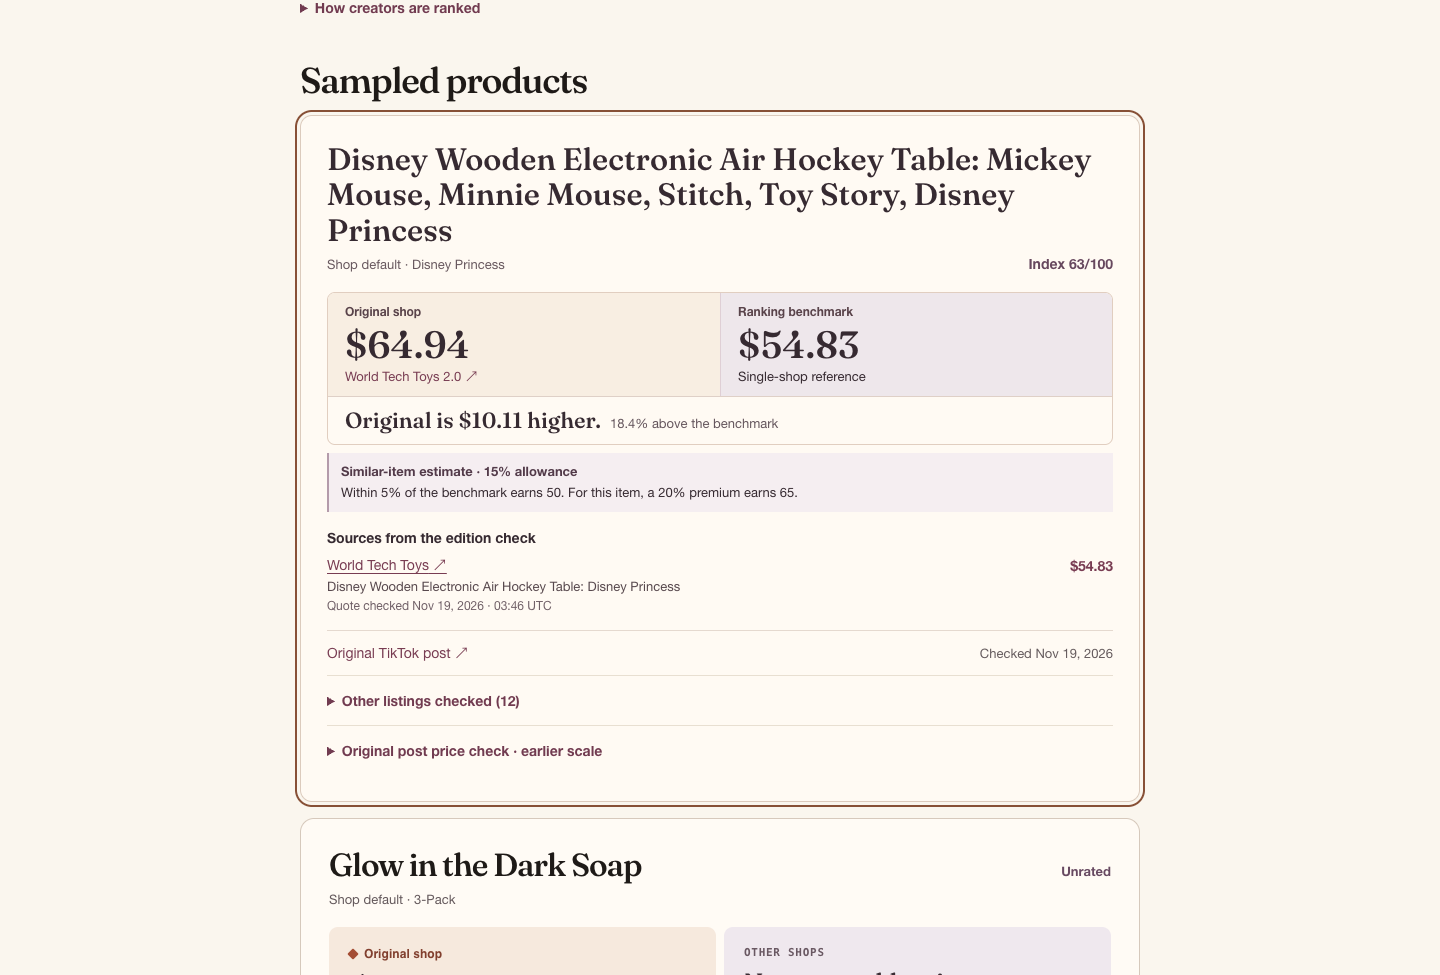 How creators are ranked
Sampled products
Disney Wooden Electronic Air Hockey Table: Mickey
Mouse, Minnie Mouse, Stitch, Toy Story, Disney
Princess
Shop default · Disney Princess
Index 63/100
Original shop
$64.94
World Tech Toys 2.0 ↗
Ranking benchmark
$54.83
Single-shop reference
Original is $10.11 higher. 18.4% above the benchmark
Similar-item estimate · 15% allowance
Within 5% of the benchmark earns 50. For this item, a 20% premium earns 65.
Sources from the edition check
World Tech Toys ↗
$54.83
Disney Wooden Electronic Air Hockey Table: Disney Princess
Quote checked Nov 19, 2026 · 03:46 UTC
Original TikTok post ↗
Checked Nov 19, 2026
Other listings checked (12)
Original post price check · earlier scale
Glow in the Dark Soap
Unrated
Shop default · 3-Pack
Original shop
OTHER SHOPS